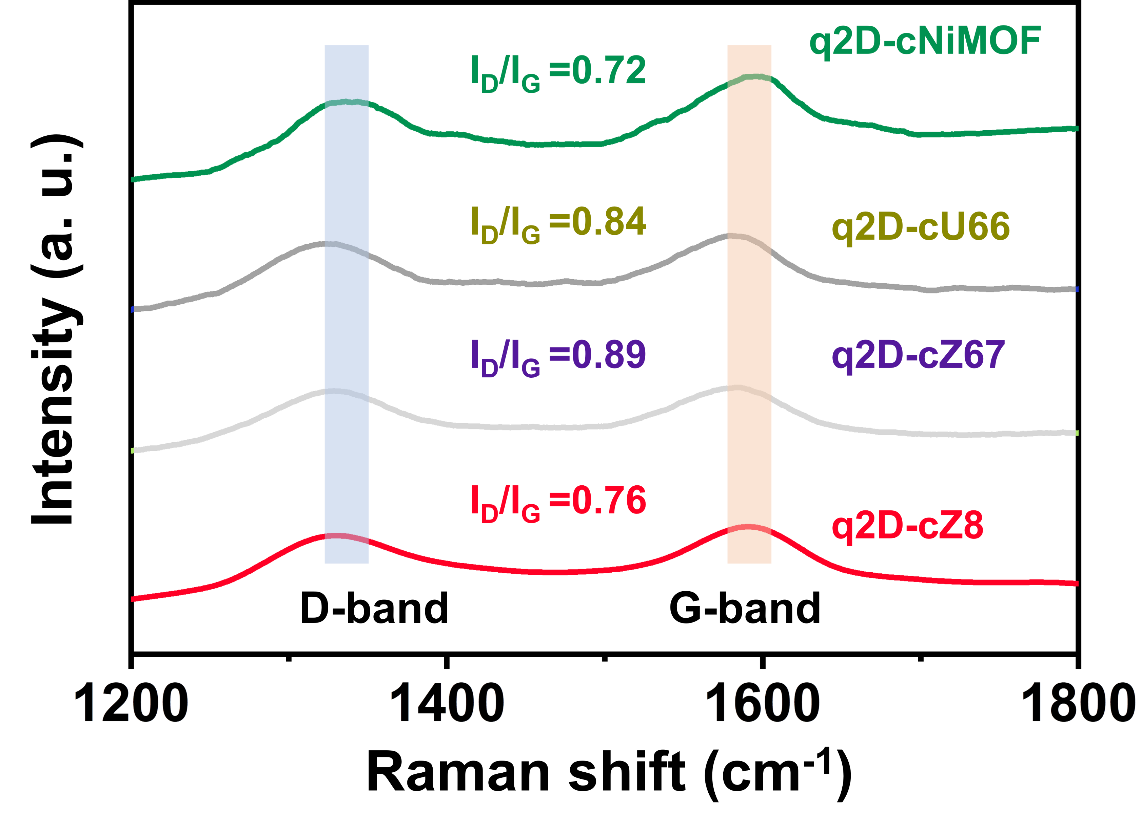 q2D-cNiMOF
I_D/I_G =0.72
I_D/I_G =0.84
q2D-cU66
I_D/I_G =0.89
q2D-cZ67
I_D/I_G =0.76
q2D-cZ8
D-band
G-band
Intensity (a. u.)
1200
1400
1600
1800
Raman shift (cm⁻¹)